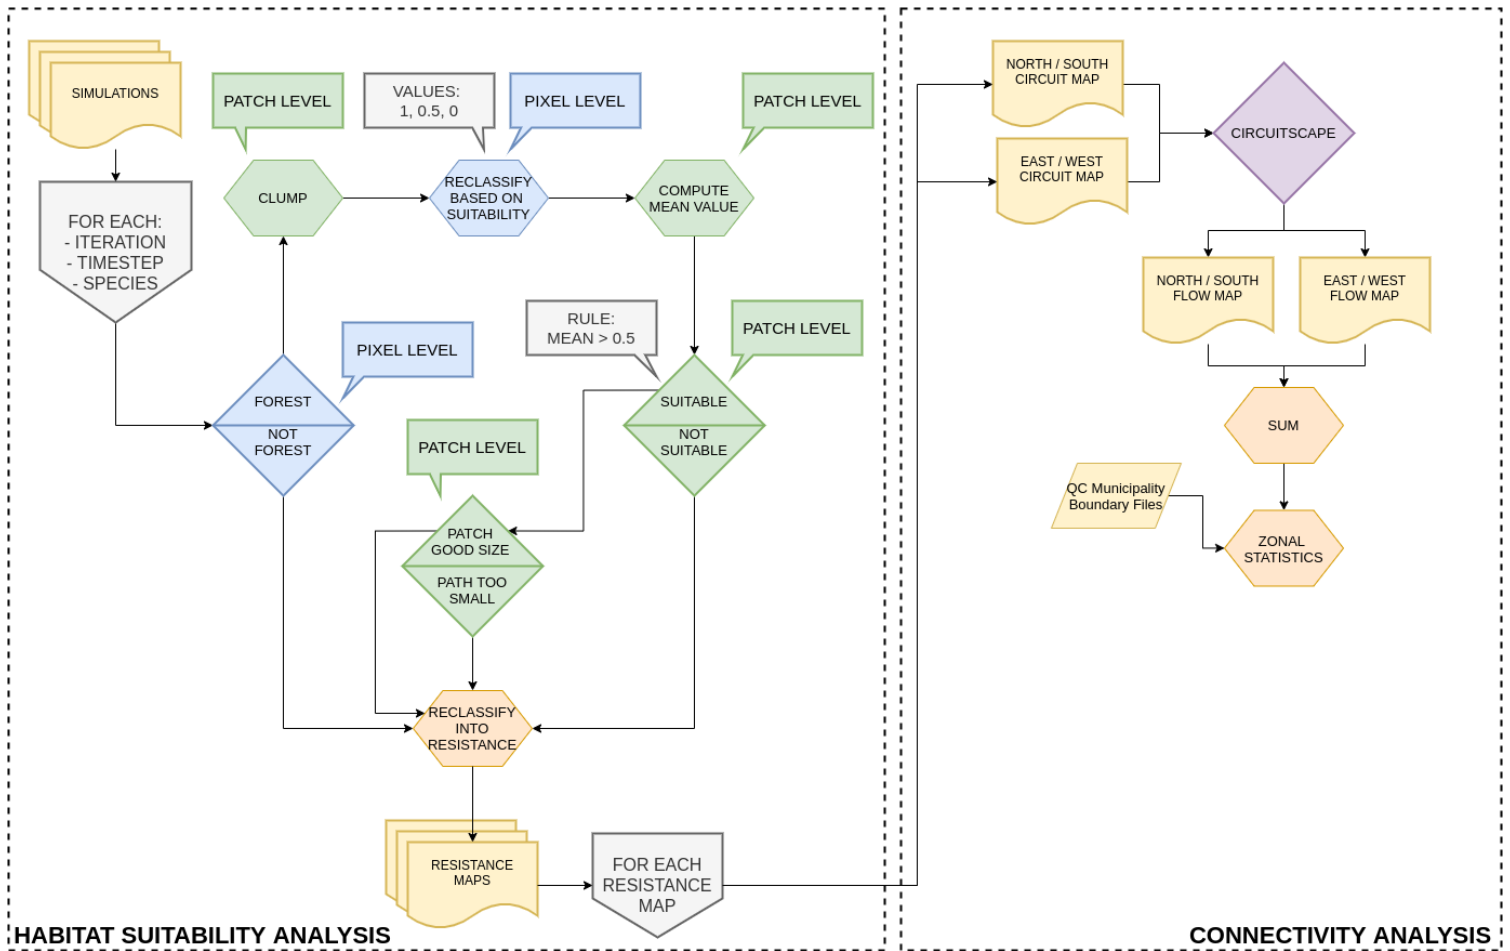 SIMULATIONS
FOR EACH:
- ITERATION
- TIMESTEP
- SPECIES
PATCH LEVEL
CLUMP
VALUES:
1, 0.5, 0
PIXEL LEVEL
RECLASSIFY
BASED ON
SUITABILITY
PATCH LEVEL
COMPUTE
MEAN VALUE
PIXEL LEVEL
FOREST
NOT
FOREST
RULE:
MEAN > 0.5
PATCH LEVEL
SUITABLE
NOT
SUITABLE
PATCH LEVEL
PATCH
GOOD SIZE
PATH TOO
SMALL
RECLASSIFY
INTO
RESISTANCE
RESISTANCE
MAPS
FOR EACH
RESISTANCE
MAP
HABITAT SUITABILITY ANALYSIS
NORTH / SOUTH
CIRCUIT MAP
EAST / WEST
CIRCUIT MAP
CIRCUITSCAPE
NORTH / SOUTH
FLOW MAP
EAST / WEST
FLOW MAP
SUM
QC Municipality
Boundary Files
ZONAL
STATISTICS
CONNECTIVITY ANALYSIS